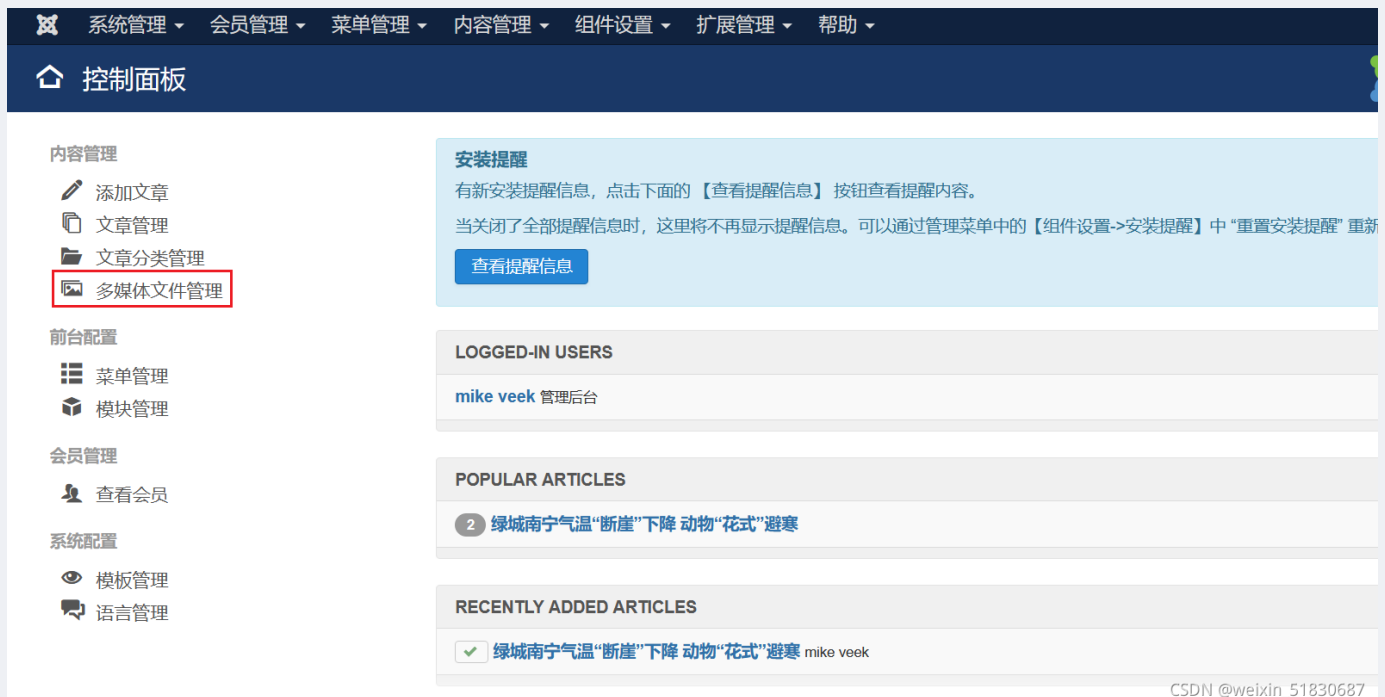 系统管理 会员管理 菜单管理 内容管理 组件设置 扩展管理 帮助
控制面板
内容管理
添加文章
文章管理
文章分类管理
多媒体文件管理
前台配置
菜单管理
模块管理
会员管理
查看会员
系统配置
模板管理
语言管理
安装提醒
有新安装提醒信息，点击下面的【查看提醒信息】按钮查看提醒内容。
当关闭了全部提醒信息时，这里将不再显示提醒信息。可以通过管理菜单中的【组件设置->安装提醒】中 “重置安装提醒” 重新
查看提醒信息
LOGGED-IN USERS
mike veek 管理后台
POPULAR ARTICLES
2 绿城南宁气温“断崖”下降 动物“花式”避寒
RECENTLY ADDED ARTICLES
绿城南宁气温“断崖”下降 动物“花式”避寒 mike veek
CSDN @weixin_51830687